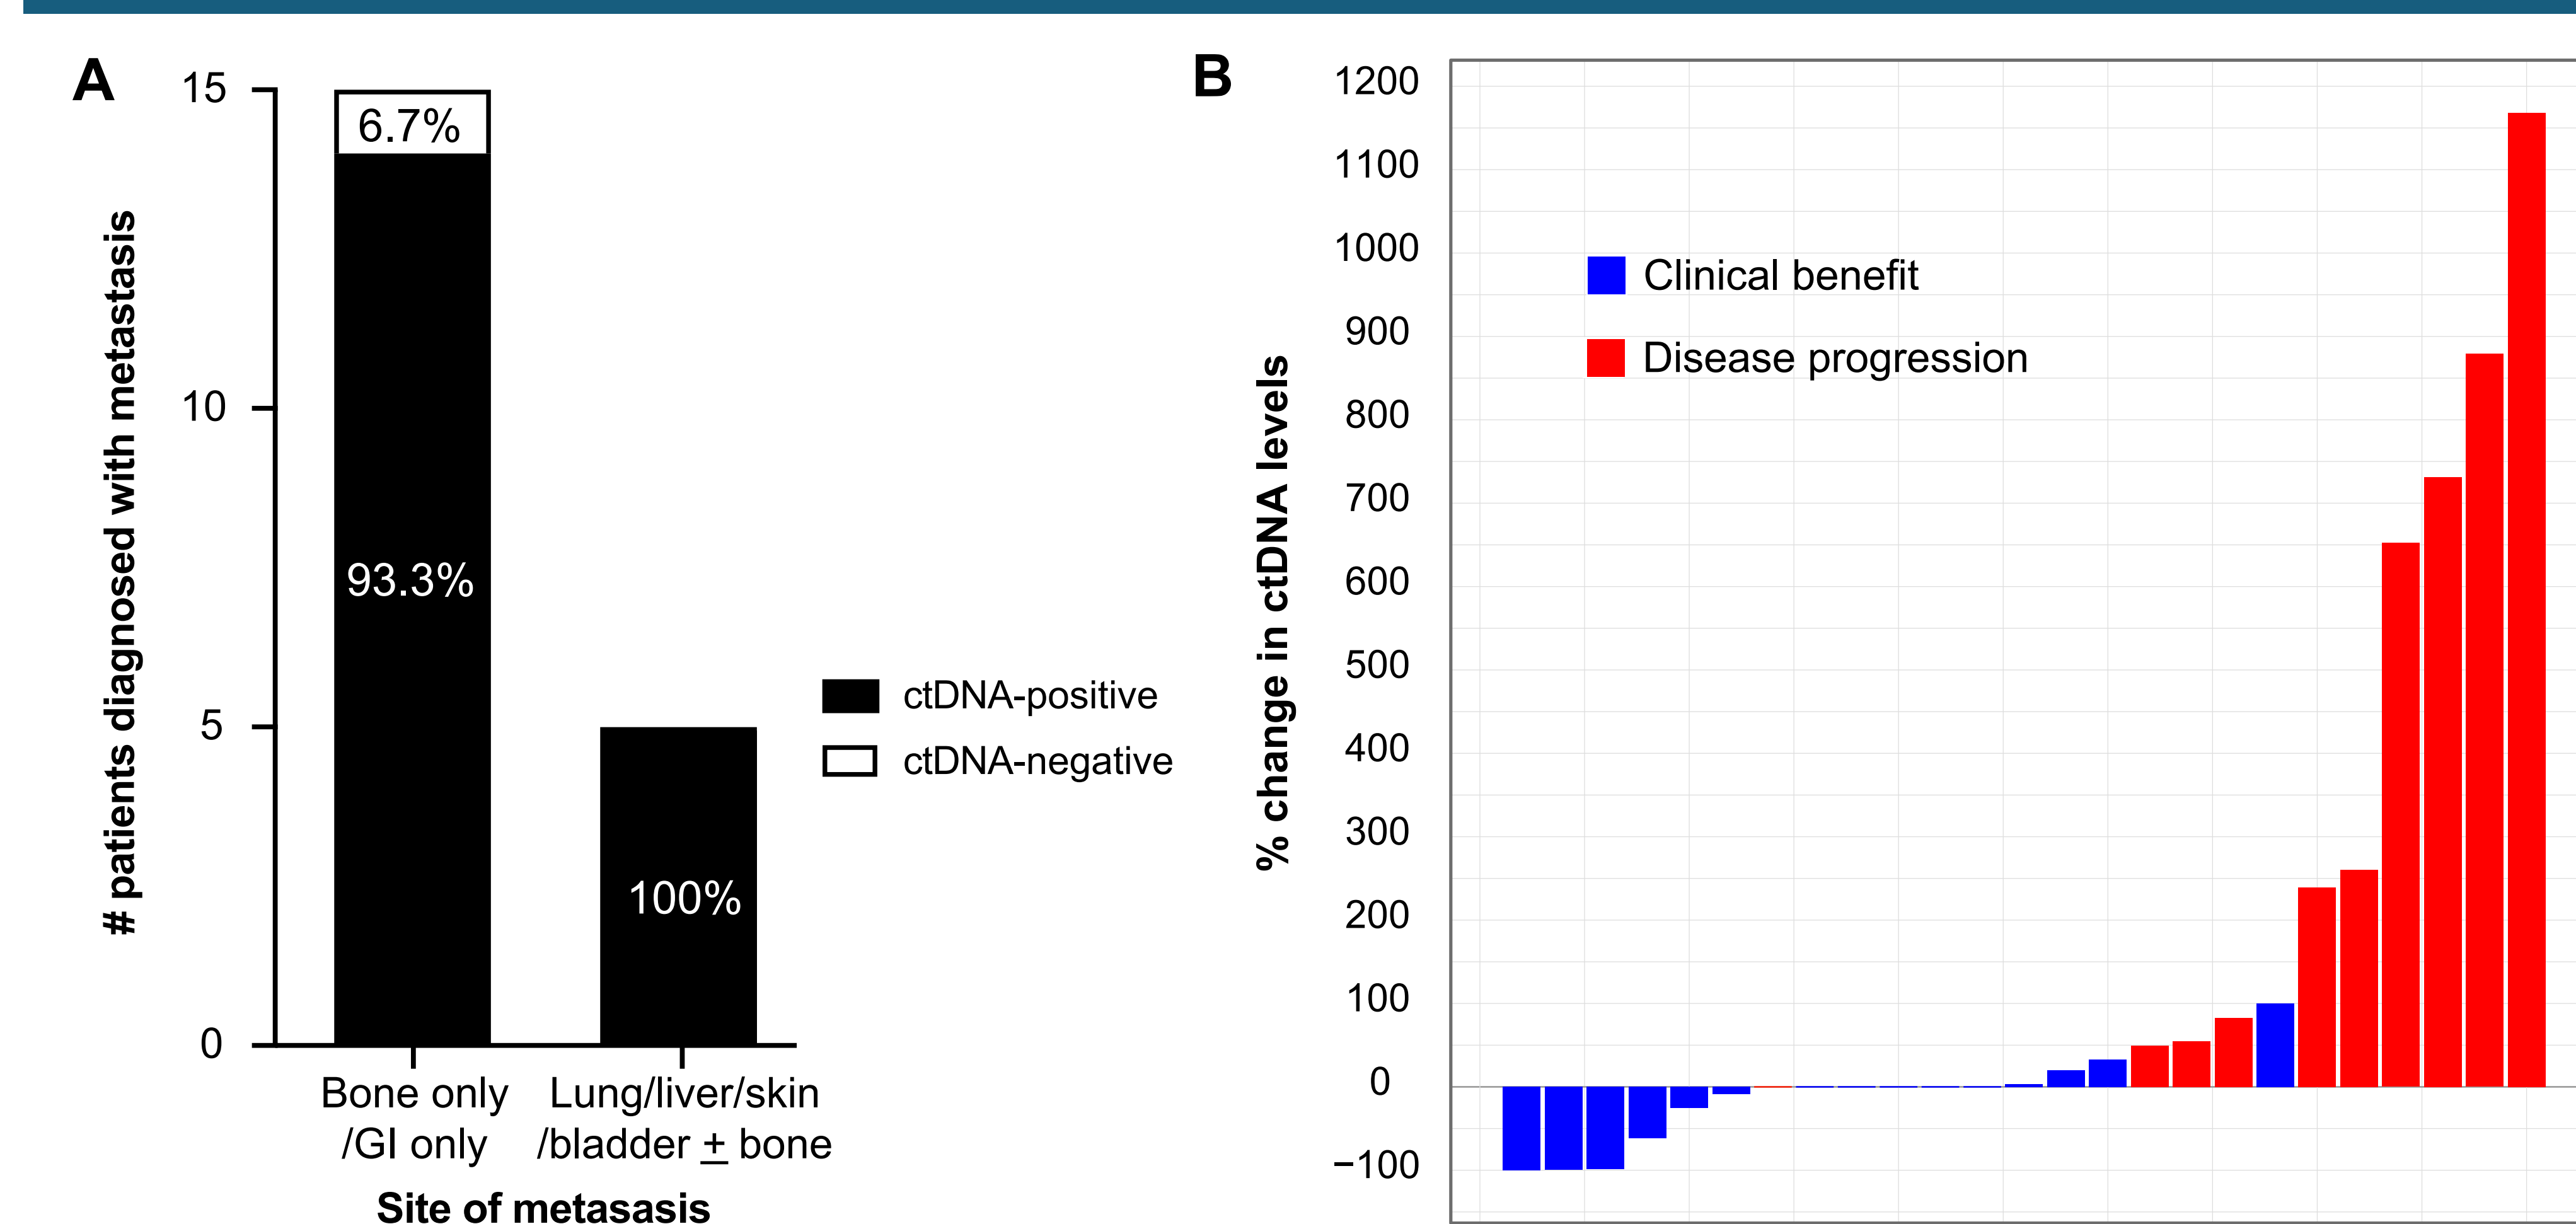 A
15
10
5
0
# patients diagnosed with metastasis
6.7%
93.3%
100%
ctDNA-positive
ctDNA-negative
Bone only
/GI only
Lung/liver/skin
/bladder ± bone
Site of metasasis
B
1200
1100
1000
900
800
700
600
500
400
300
200
100
0
−100
% change in ctDNA levels
Clinical benefit
Disease progression